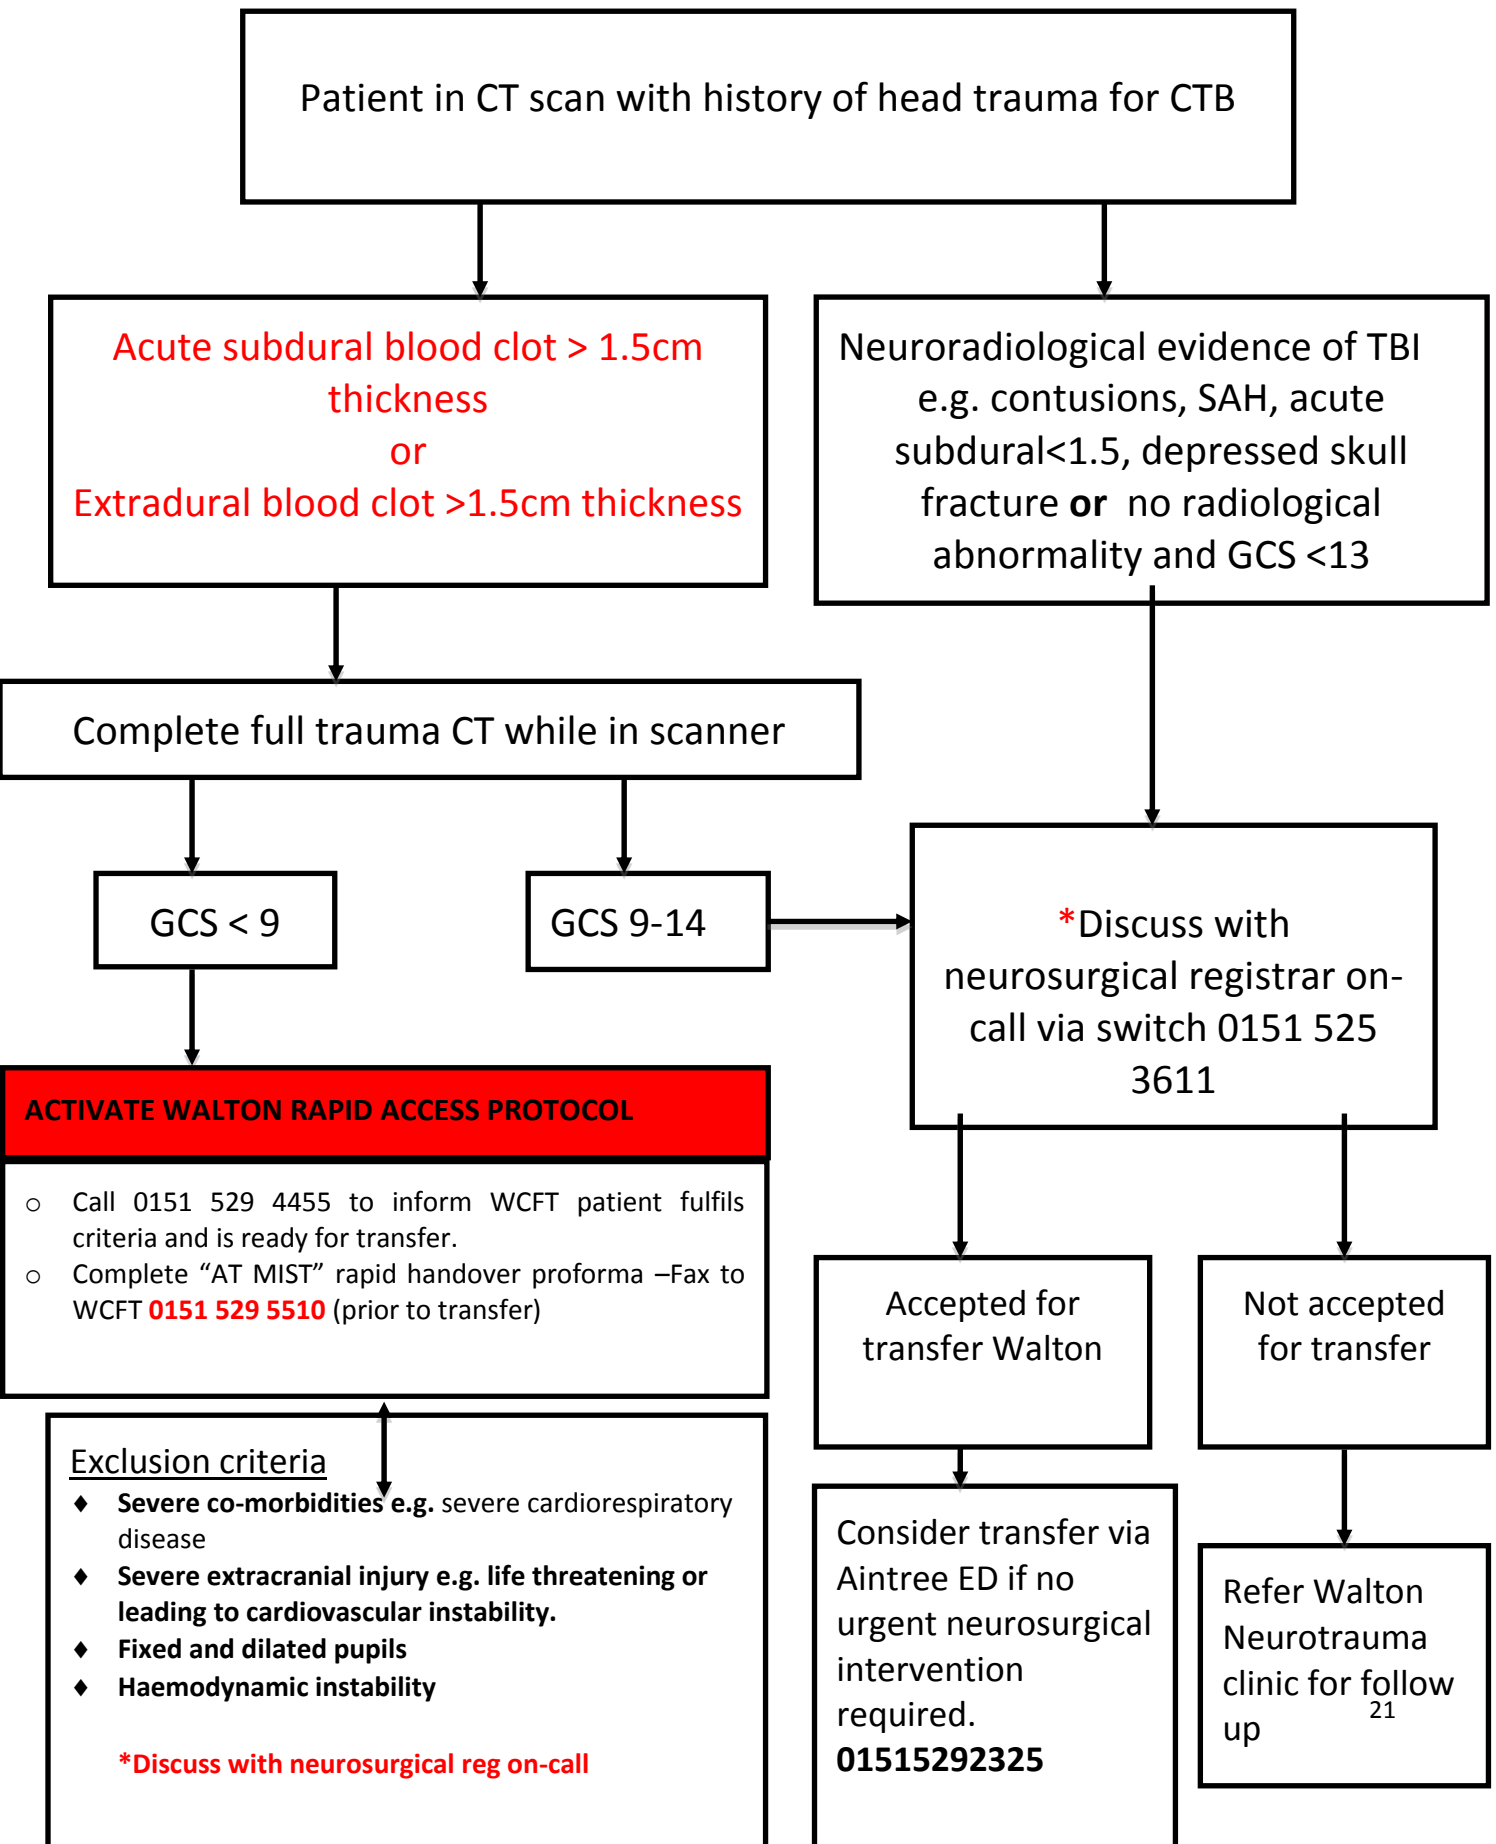 Patient in CT scan with history of head trauma for CTB
Acute subdural blood clot > 1.5cm
thickness
or
Extradural blood clot >1.5cm thickness
Neuroradiological evidence of TBI
e.g. contusions, SAH, acute
subdural<1.5, depressed skull
fracture or no radiological
abnormality and GCS <13
Complete full trauma CT while in scanner
GCS < 9
GCS 9-14
*Discuss with
neurosurgical registrar on-
call via switch 0151 525
3611
ACTIVATE WALTON RAPID ACCESS PROTOCOL
o Call 0151 529 4455 to inform WCFT patient fulfils
criteria and is ready for transfer.
o Complete “AT MIST” rapid handover proforma –Fax to
WCFT 0151 529 5510 (prior to transfer)
Accepted for
transfer Walton
Not accepted
for transfer
Exclusion criteria
♦ Severe co-morbidities e.g. severe cardiorespiratory
disease
♦ Severe extracranial injury e.g. life threatening or
leading to cardiovascular instability.
♦ Fixed and dilated pupils
♦ Haemodynamic instability
*Discuss with neurosurgical reg on-call
Consider transfer via
Aintree ED if no
urgent neurosurgical
intervention
required.
01515292325
Refer Walton
Neurotrauma
clinic for follow
up
21